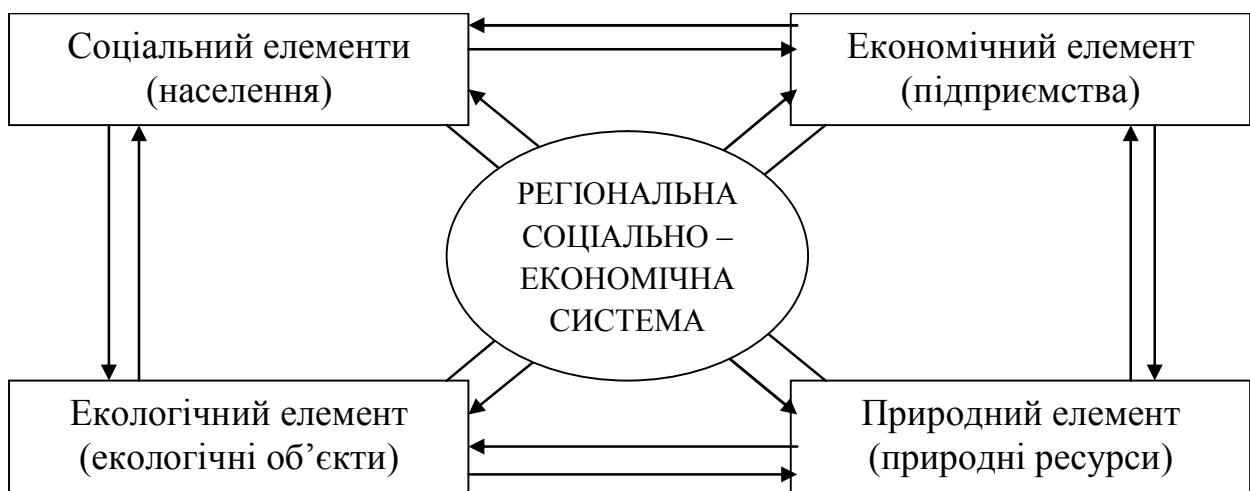 Соціальний елементи
(населення)
Економічний елемент
(підприємства)
РЕГІОНАЛЬНА
СОЦІАЛЬНО –
ЕКОНОМІЧНА
СИСТЕМА
Екологічний елемент
(екологічні об’єкти)
Природний елемент
(природні ресурси)